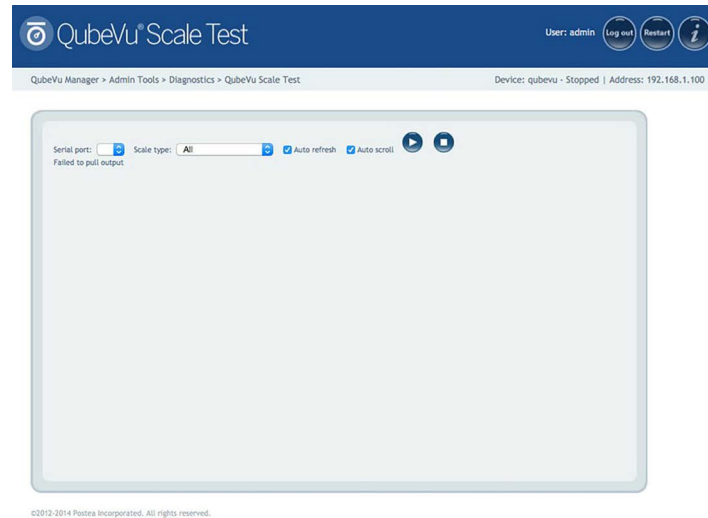 QubeVu® Scale Test
User: admin Log out Restart i
QubeVu Manager > Admin Tools > Diagnostics > QubeVu Scale Test Device: qubevu - Stopped | Address: 192.168.1.100
Serial port: Scale type: All Auto refresh Auto scroll
Failed to pull output
©2012-2014 Postea Incorporated. All rights reserved.